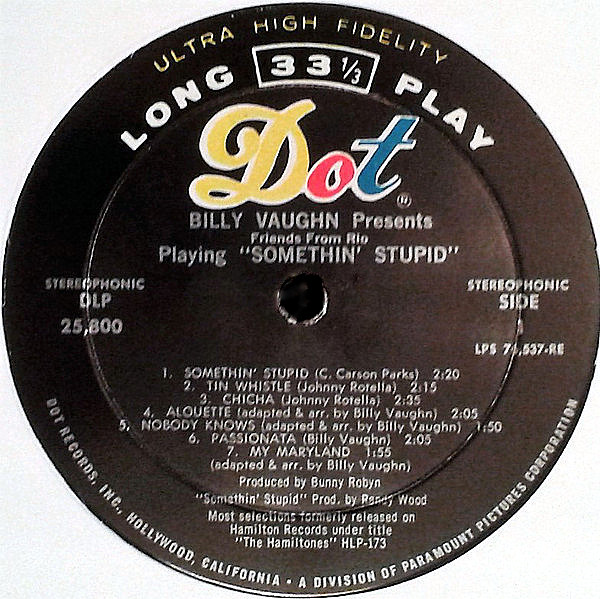 ULTRA HIGH FIDELITY
LONG 33 1/3 PLAY
Dot®
BILLY VAUGHN Presents
Friends From Rio
Playing "SOMETHIN' STUPID"
STEREOPHONIC
DLP
25,800
STEREOPHONIC
SIDE
LPS
1. SOMETHIN' STUPID (C. Carson Parks) 2:20
2. TIN WHISTLE (Johnny Rotella) 2:15
3. CHICHA (Johnny Rotella) 2:35
4. ALOUETTE (adapted & arr. by Billy Vaughn) 2:05
5. NOBODY KNOWS (adapted & arr. by Billy Vaughn) 1:50
6. PASSIONATA (Billy Vaughn) 2:05
7. MY MARYLAND 1:55
(adapted & arr. by Billy Vaughn)
Produced by Bunny Robyn
"Somethin' Stupid" Prod. by Randy Wood
Most selections formerly released on
Hamilton Records under title
"The Hamiltones" HLP-173
DOT RECORDS, INC., HOLLYWOOD, CALIFORNIA • A DIVISION OF PARAMOUNT PICTURES CORPORATION